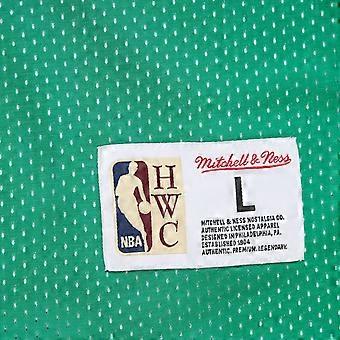 Mitchell & Ness
H
W
C
NBA
L
MITCHELL & NESS NOSTALGIA CO.
AUTHENTIC LICENSED APPAREL
DESIGNED IN PHILADELPHIA, PA.
ESTABLISHED 1904
AUTHENTIC. PREMIUM. LEGENDARY.